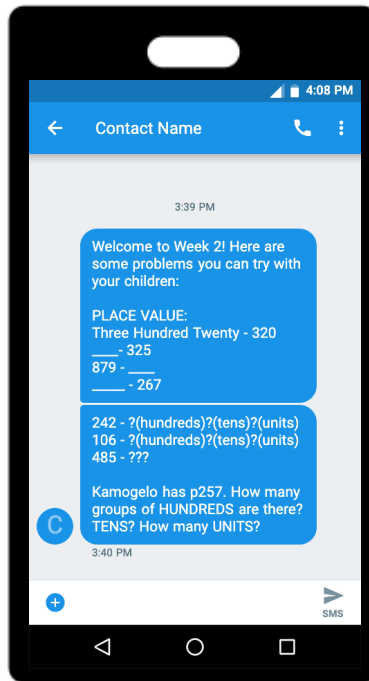 4:08 PM
Contact Name
3:39 PM
Welcome to Week 2! Here are
some problems you can try with
your children:
PLACE VALUE:
Three Hundred Twenty - 320
____- 325
879 - ____
_____ - 267
242 - ?(hundreds)?(tens)?(units)
106 - ?(hundreds)?(tens)?(units)
485 - ???
Kamogelo has p257. How many
groups of HUNDREDS are there?
TENS? How many UNITS?
C
3:40 PM
SMS